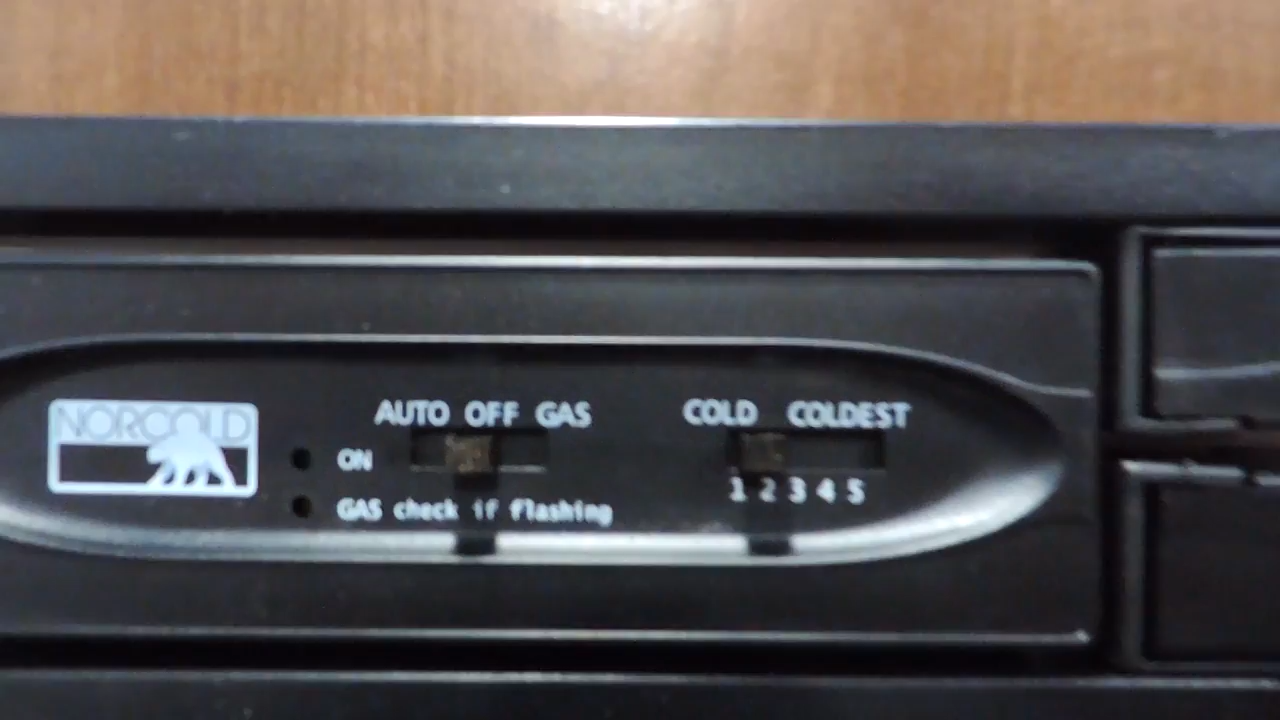 NORCOLD
AUTO OFF GAS
COLD COLDEST
ON
1 2 3 4 5
GAS check if flashing